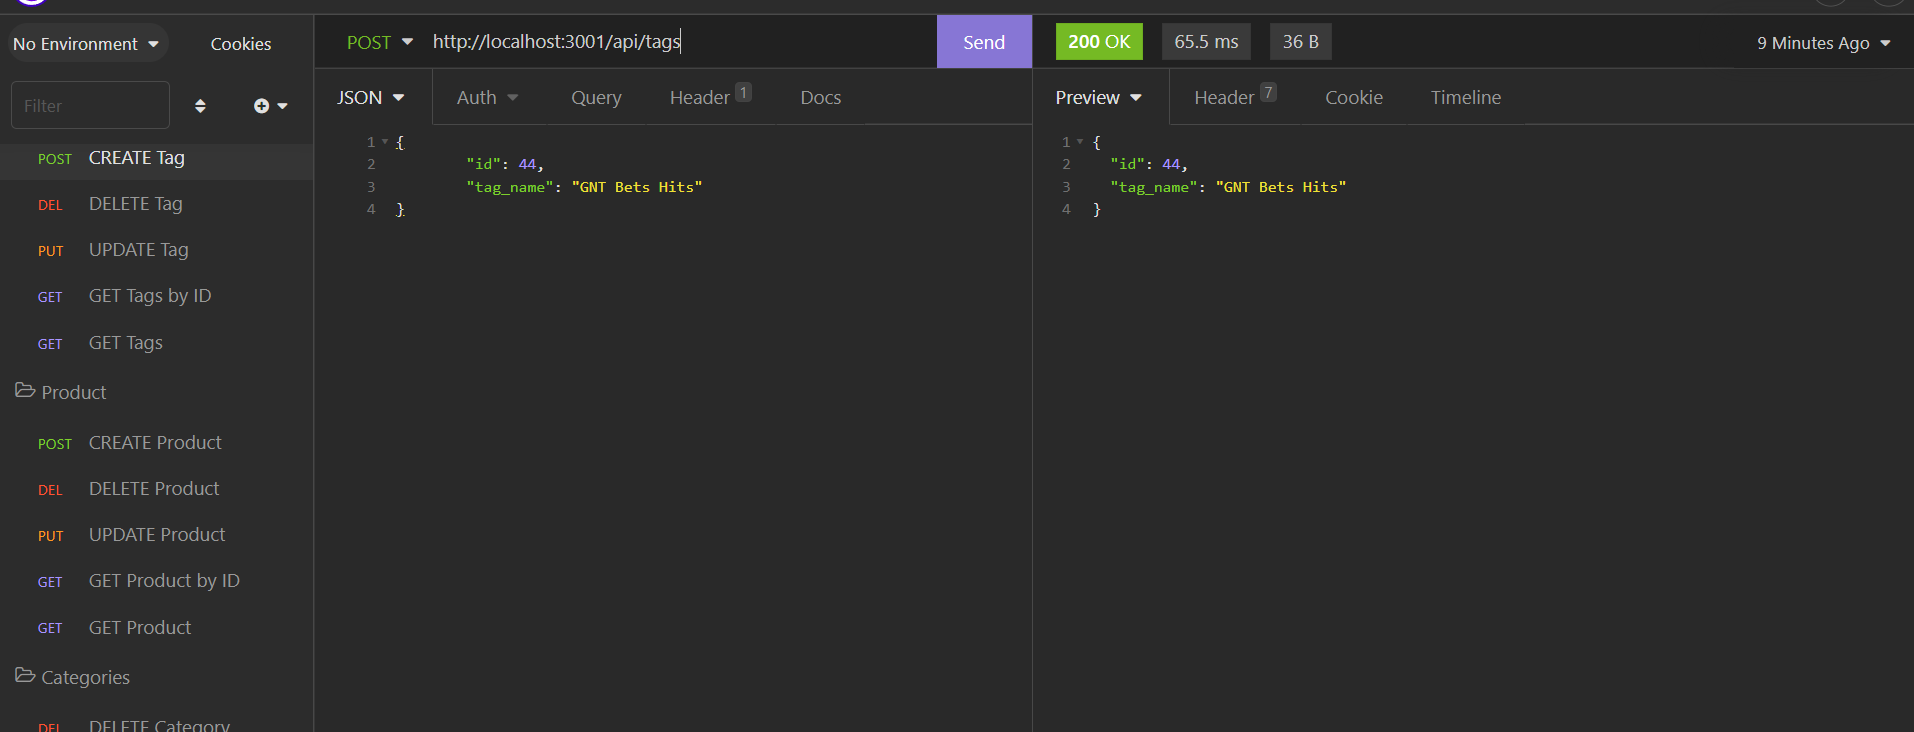 No Environment
Cookies
Filter
POST CREATE Tag
DEL DELETE Tag
PUT UPDATE Tag
GET GET Tags by ID
GET GET Tags
Product
POST CREATE Product
DEL DELETE Product
PUT UPDATE Product
GET GET Product by ID
GET GET Product
Categories
DEL DELETE Category
POST http://localhost:3001/api/tags Send
JSON Auth Query Header 1 Docs
1 {
2 "id": 44,
3 "tag_name": "GNT Bets Hits"
4 }
200 OK 65.5 ms 36 B 9 Minutes Ago
Preview Header 7 Cookie Timeline
1 {
2 "id": 44,
3 "tag_name": "GNT Bets Hits"
4 }